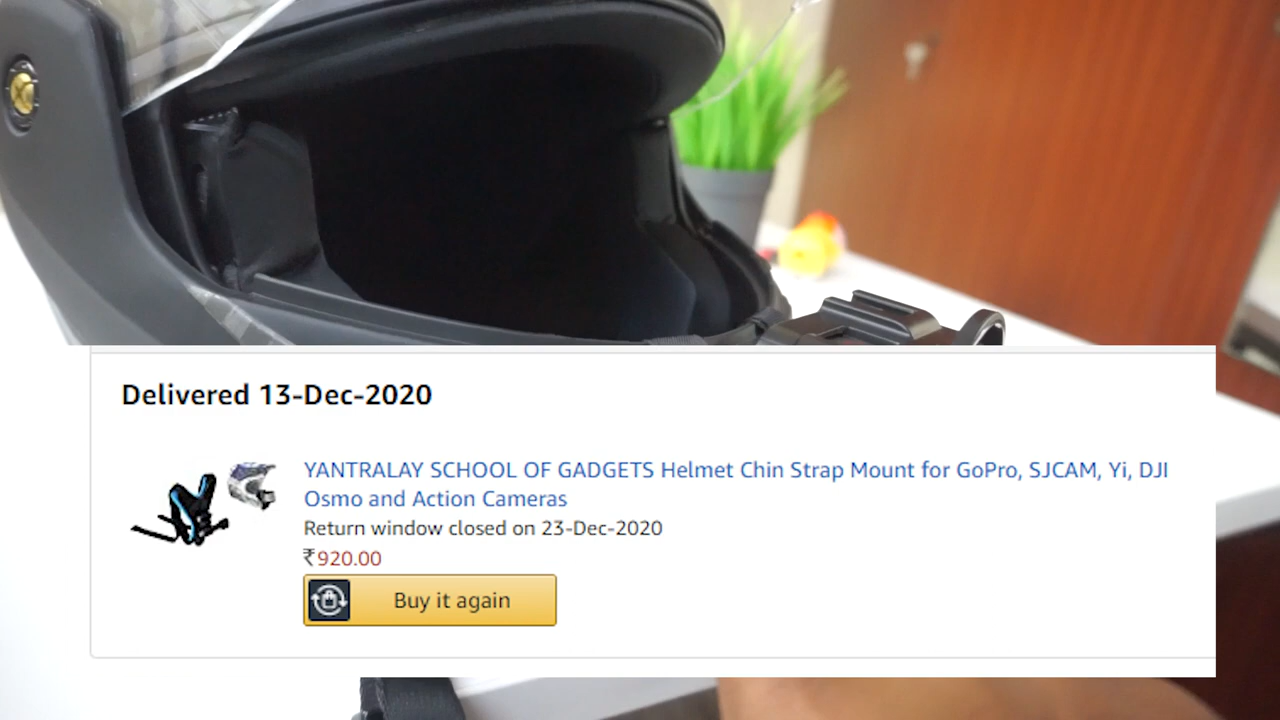 Delivered 13-Dec-2020
YANTRALAY SCHOOL OF GADGETS Helmet Chin Strap Mount for GoPro, SJCAM, Yi, DJI
Osmo and Action Cameras
Return window closed on 23-Dec-2020
₹920.00
Buy it again